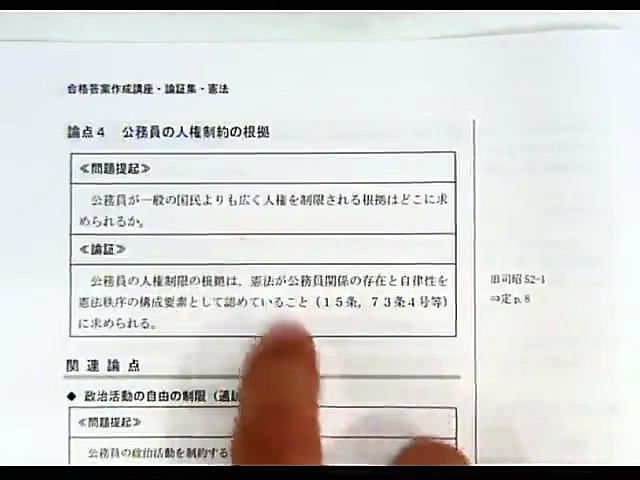 合格答案作成講座・論証集・憲法
論点４　公務員の人権制約の根拠
≪問題提起≫
公務員が一般の国民よりも広く人権を制限される根拠はどこに求
められるか。
≪論証≫
公務員の人権制限の根拠は，憲法が公務員関係の存在と自律性を
憲法秩序の構成要素として認めていること（１５条，７３条４号等）
に求められる。
旧司昭52-1
⇒定p.8
関連論点
◆ 政治活動の自由の制限（
≪問題提起≫
公務員の政治活動を制約する